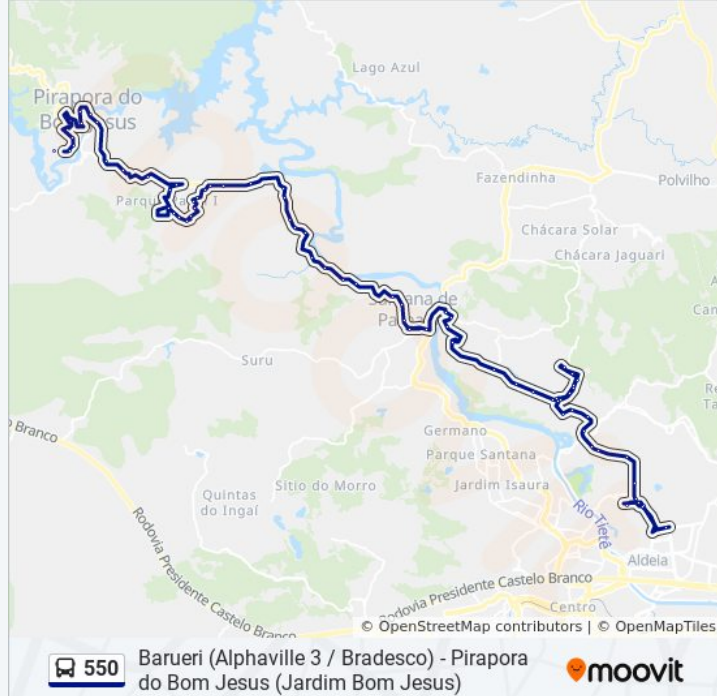 Lago Azul
Pirapora do
Bom Jesus
Fazendinha
Polvilho
Chácara Solar
Chácara Jaguari
Santana de
Suru
Germano
Parque Santana
Jardim Isaura
Sítio do Morro
Quintas
do Ingaí
Rio Tietê
Aldeia
Rodovia Presidente Castelo Branco
Rodovia Presidente Castelo Branco
Centro
© OpenStreetMap contributors | © OpenMapTiles
550
Barueri (Alphaville 3 / Bradesco) - Pirapora
do Bom Jesus (Jardim Bom Jesus)
moovit